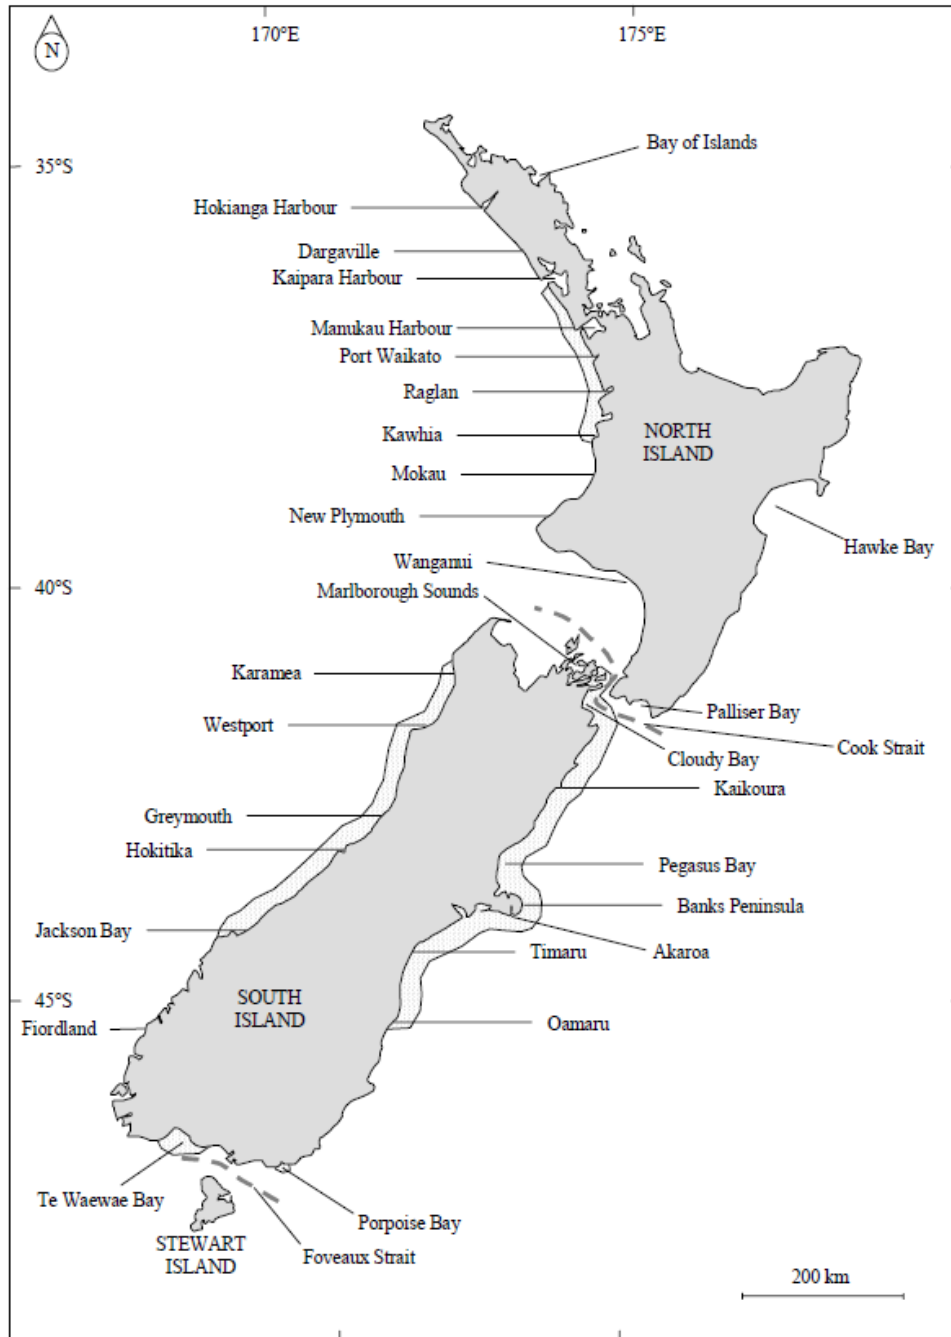 170°E
175°E
N
Bay of Islands
35°S
Hokianga Harbour
Dargaville
Kaipara Harbour
Manukau Harbour
Port Waikato
Raglan
NORTH
ISLAND
Kawhia
Mokau
New Plymouth
Hawke Bay
Wanganui
40°S
Marlborough Sounds
Karamea
Palliser Bay
Westport
Cook Strait
Cloudy Bay
Kaikoura
Greymouth
Hokitika
Pegasus Bay
Banks Peninsula
Jackson Bay
Timaru
Akaroa
45°S
SOUTH
ISLAND
Fiordland
Oamaru
Te Waewae Bay
Porpoise Bay
STEWART
ISLAND
Foveaux Strait
200 km